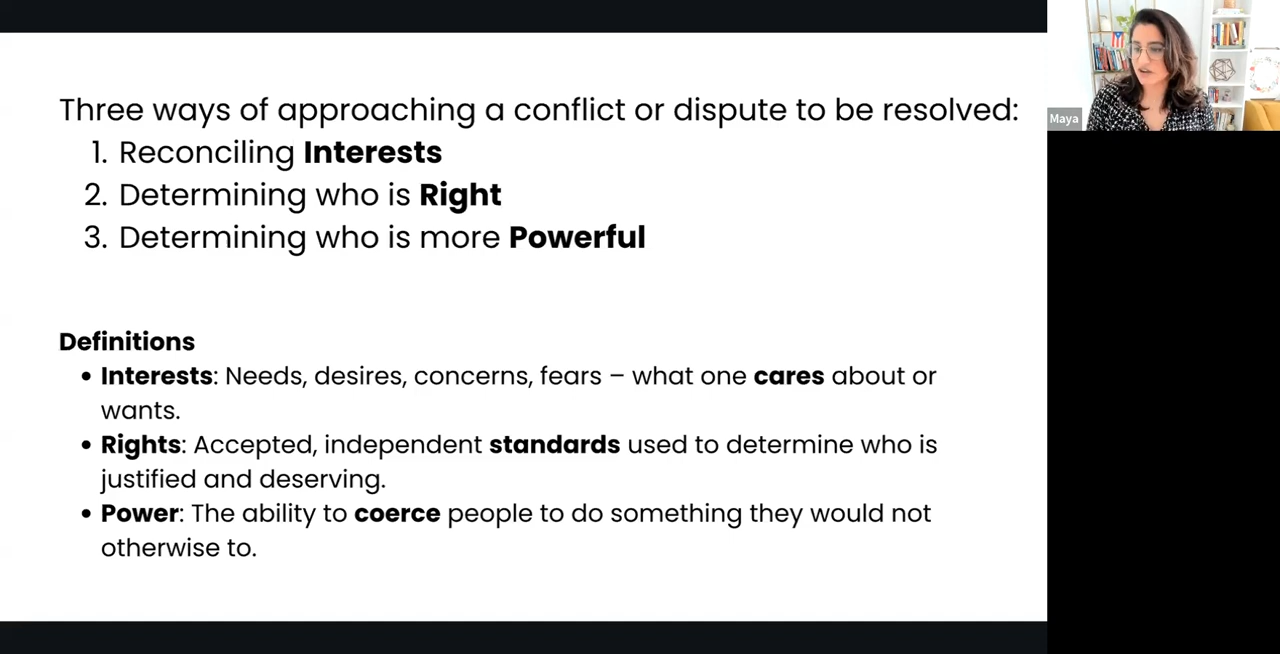 Three ways of approaching a conflict or dispute to be resolved:
1. Reconciling Interests
2. Determining who is Right
3. Determining who is more Powerful
Definitions
• Interests: Needs, desires, concerns, fears – what one cares about or
wants.
• Rights: Accepted, independent standards used to determine who is
justified and deserving.
• Power: The ability to coerce people to do something they would not
otherwise to.
Maya